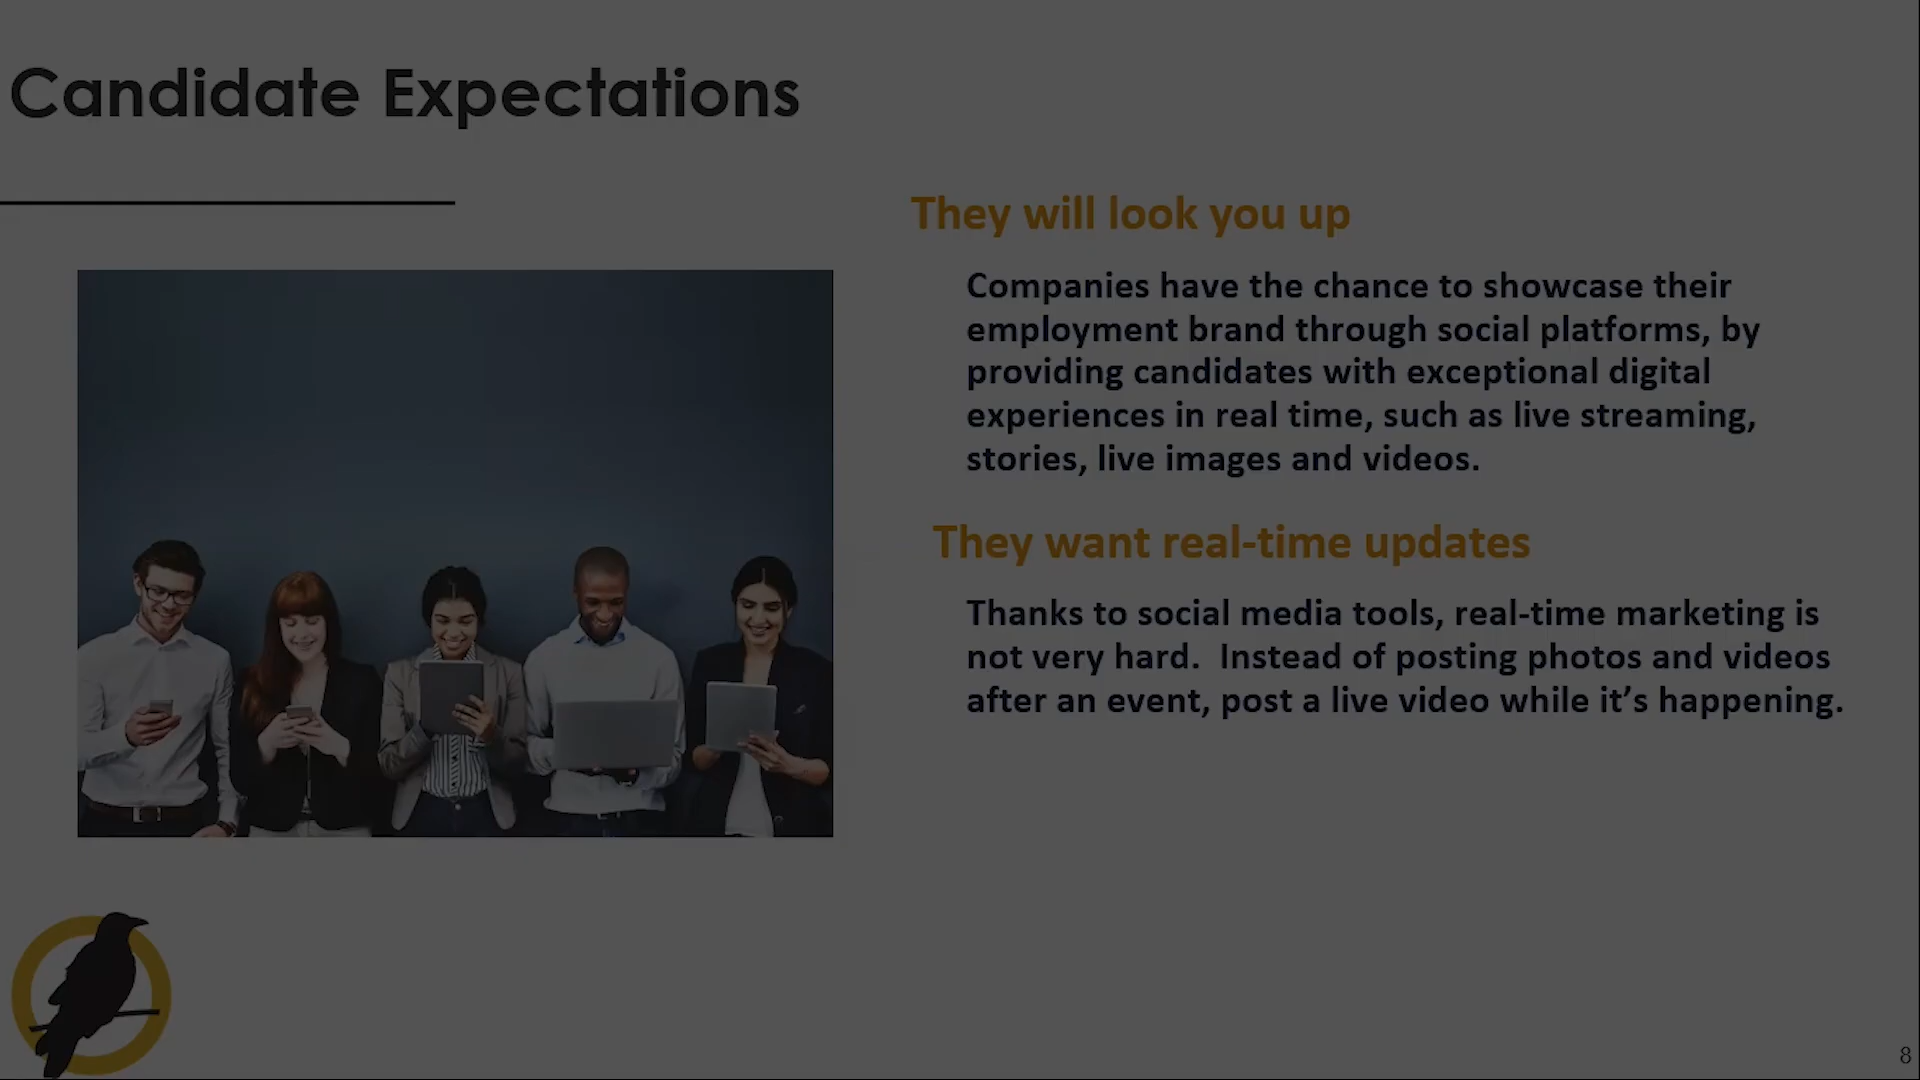 Candidate Expectations
They will look you up
Companies have the chance to showcase their
employment brand through social platforms, by
providing candidates with exceptional digital
experiences in real time, such as live streaming,
stories, live images and videos.
They want real-time updates
Thanks to social media tools, real-time marketing is
not very hard.  Instead of posting photos and videos
after an event, post a live video while it’s happening.
8